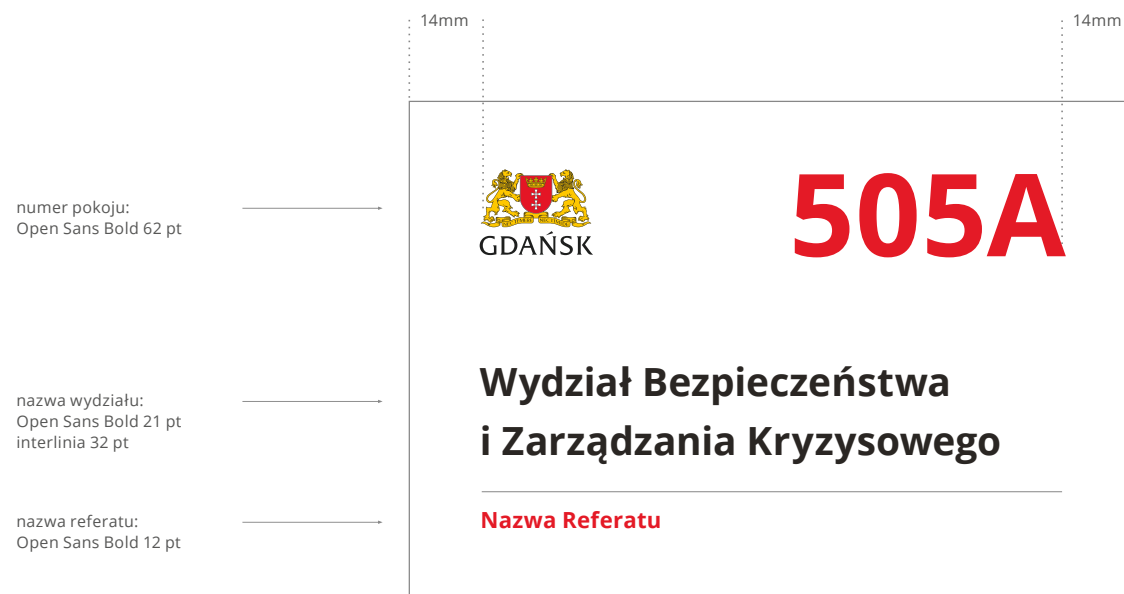 14mm
14mm
numer pokoju:
Open Sans Bold 62 pt
GDAŃSK
505A
nazwa wydziału:
Open Sans Bold 21 pt
interlinia 32 pt
Wydział Bezpieczeństwa
i Zarządzania Kryzysowego
nazwa referatu:
Open Sans Bold 12 pt
Nazwa Referatu